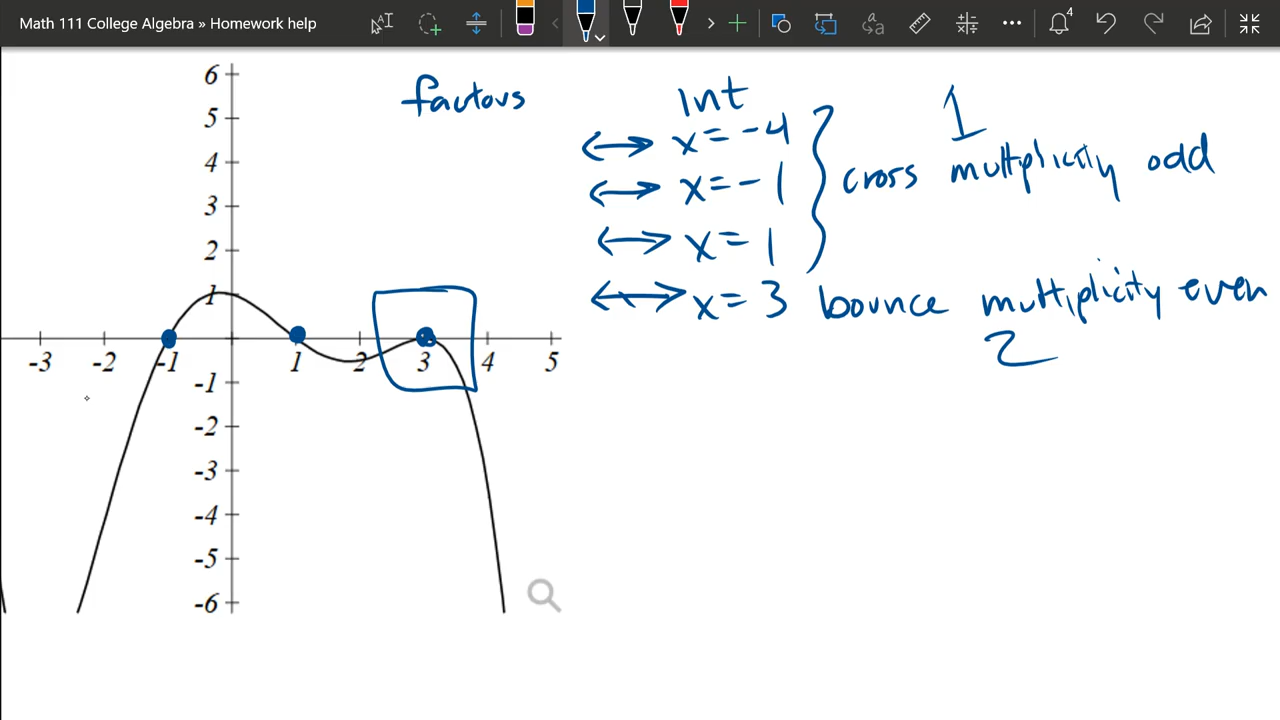 Math 111 College Algebra » Homework help
4
factors
Int
x = -4
x = -1
x = 1
x = 3
cross multiplicity odd
1
bounce multiplicity even
2
6
5
4
3
2
1
-3 -2 -1 1 2 3 4 5
-1
-2
-3
-4
-5
-6